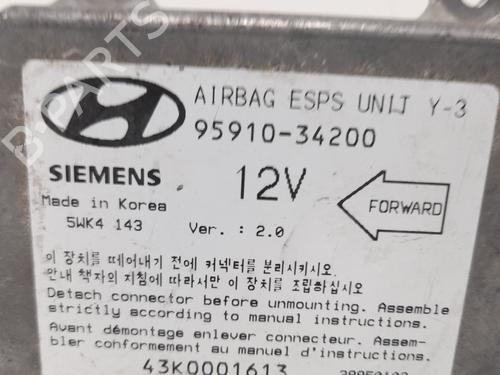 AIRBAG ESPS UNIT Y-3
95910-34200
SIEMENS
12V
Made in Korea
5WK4 143
Ver. : 2.0
FORWARD
이 장치를 떼어내기 전에 커넥터를 분리시키시오.
안내 책자의 지침에 따라서만 이 장치를 조립하십시오
Detach connector before unmounting. Assemble
strictly according to manual instructions.
Avant démontage enlever connecteur. Assem-
bler conformement au manuel d'instructions.
43K0001613